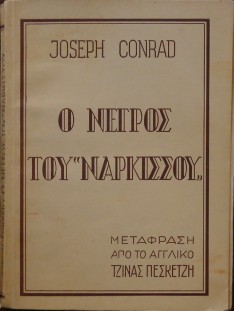 JOSEPH CONRAD
Ο ΝΕΓΡΟΣ
ΤΟΥ "ΝΑΡΚΙΣΣΟΥ„
ΜΕΤΑΦΡΑΣΗ
ΑΠΟ ΤΟ ΑΓΓΛΙΚΟ
ΤΖΙΝΑΣ ΠΕΣΚΕΤΖΗ